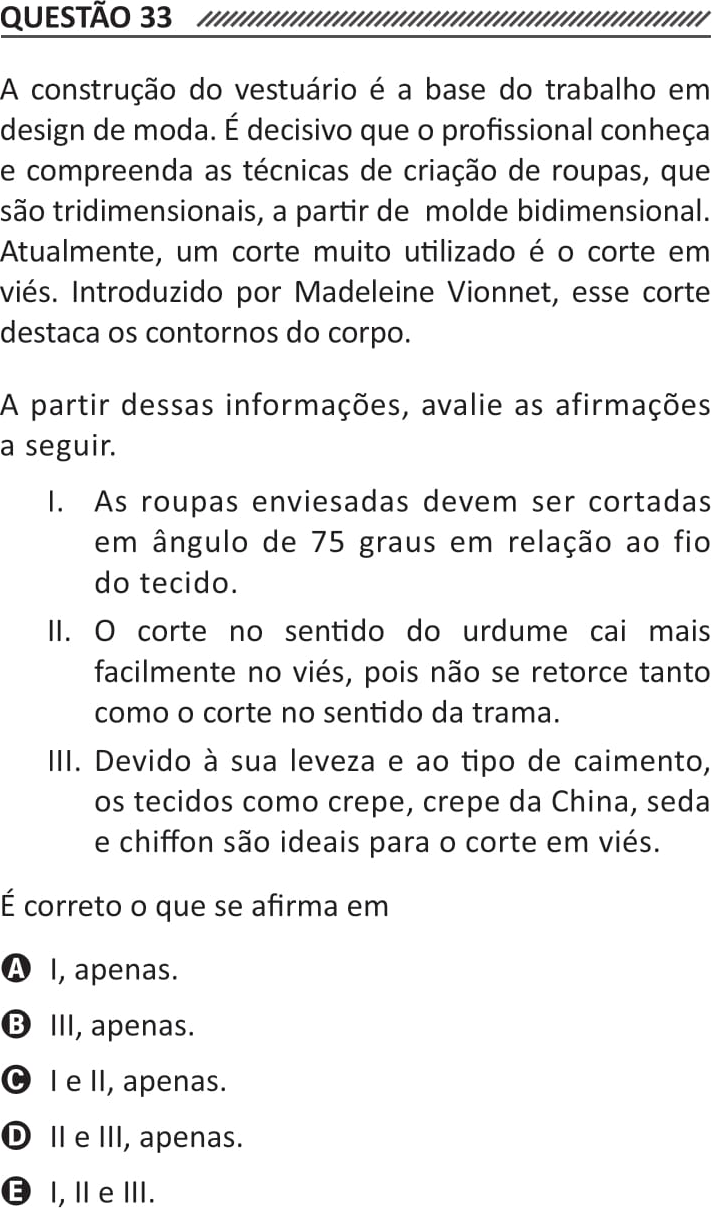 QUESTÃO 33
A construção do vestuário é a base do trabalho em
design de moda. É decisivo que o profissional conheça
e compreenda as técnicas de criação de roupas, que
são tridimensionais, a partir de molde bidimensional.
Atualmente, um corte muito utilizado é o corte em
viés. Introduzido por Madeleine Vionnet, esse corte
destaca os contornos do corpo.
A partir dessas informações, avalie as afirmações
a seguir.
I. As roupas enviesadas devem ser cortadas
em ângulo de 75 graus em relação ao fio
do tecido.
II. O corte no sentido do urdume cai mais
facilmente no viés, pois não se retorce tanto
como o corte no sentido da trama.
III. Devido à sua leveza e ao tipo de caimento,
os tecidos como crepe, crepe da China, seda
e chiffon são ideais para o corte em viés.
É correto o que se afirma em
A I, apenas.
B III, apenas.
C I e II, apenas.
D II e III, apenas.
E I, II e III.